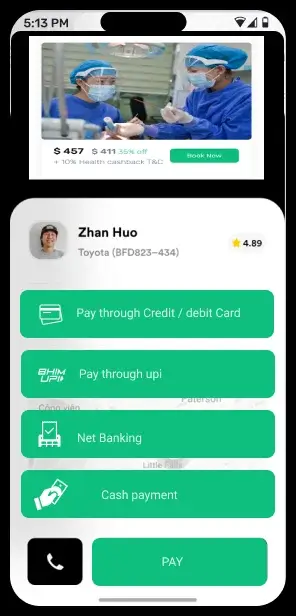 5:13 PM
$ 457 $ 411 35% off
+ 10% Health cashback T&C
Book Now
Zhan Huo
Toyota (BFD823–434)
4.89
Pay through Credit / debit Card
BHIM UPI
Pay through upi
Công viên
Paterson
Net Banking
Little Falls
Cash payment
PAY